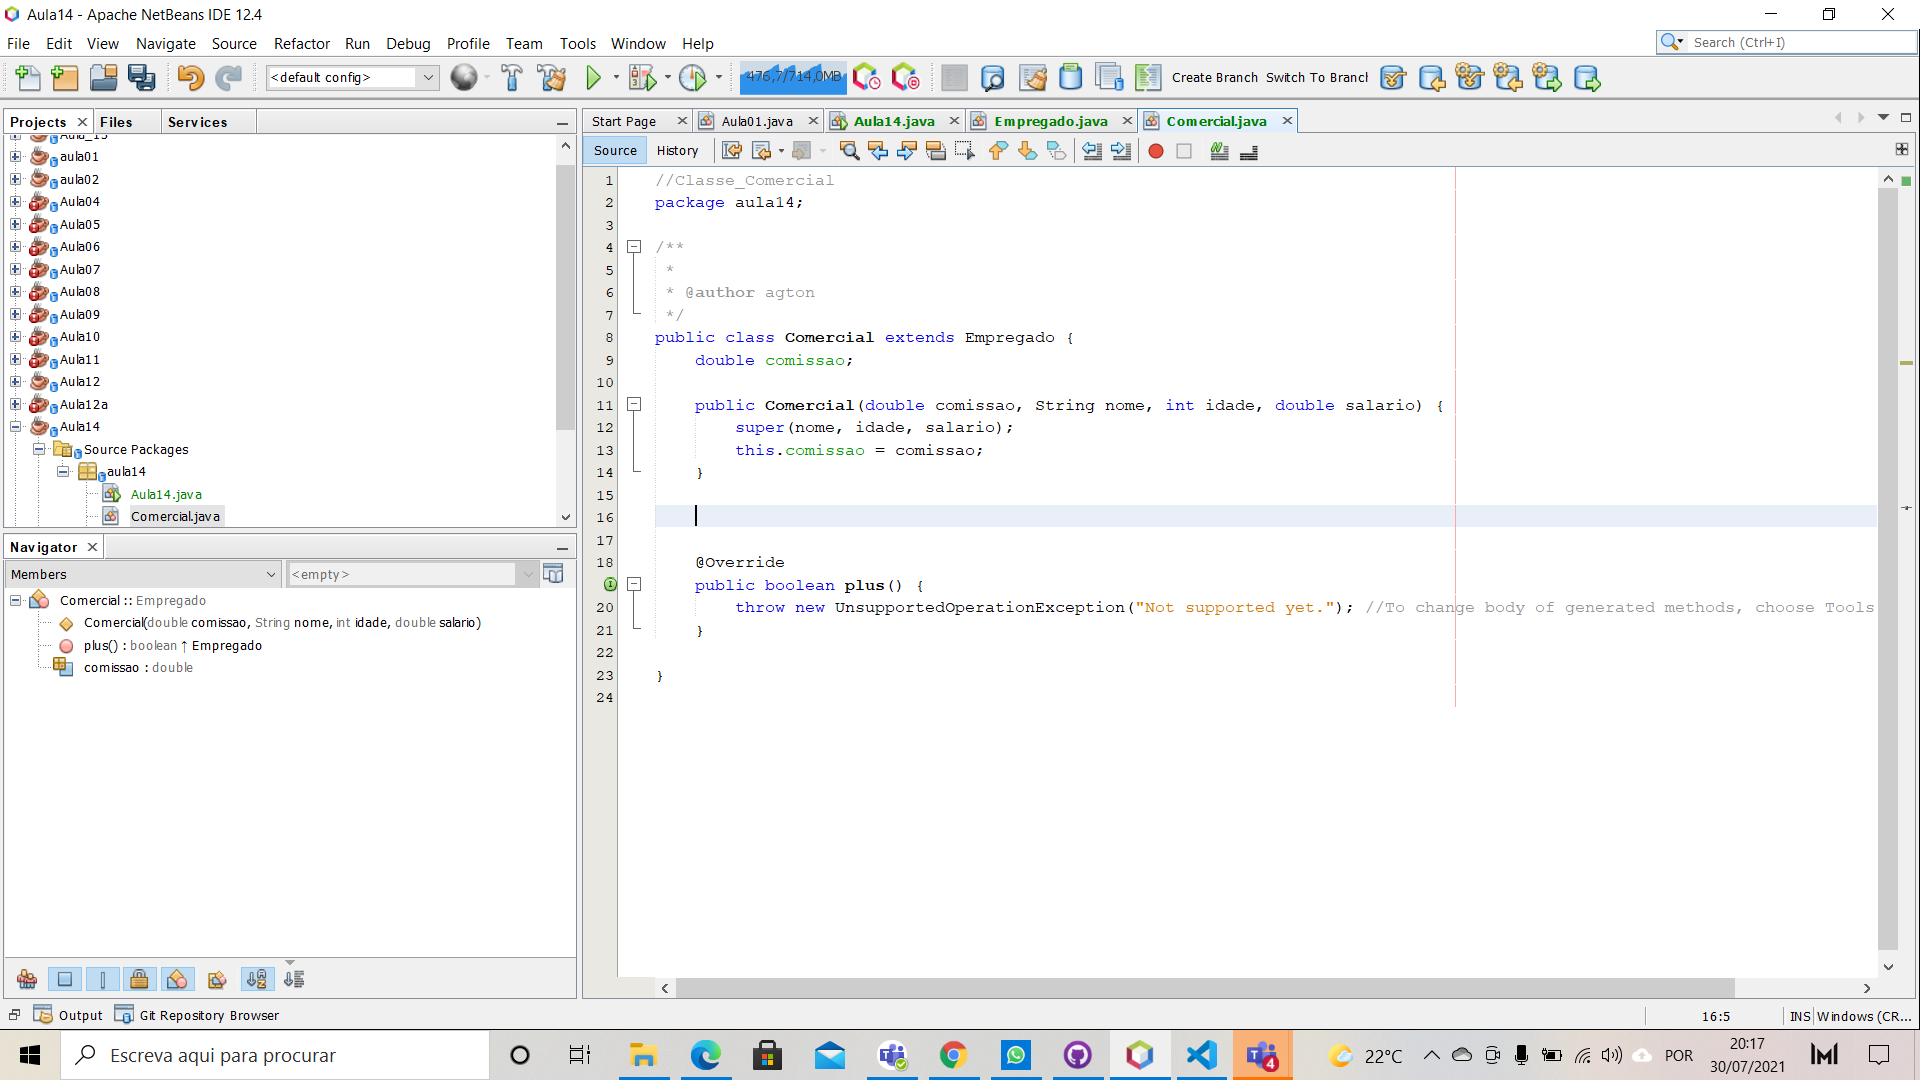 Aula14 - Apache NetBeans IDE 12.4
File Edit View Navigate Source Refactor Run Debug Profile Team Tools Window Help
Search (Ctrl+I)
<default config>
476,7/714,0MB
Create Branch Switch To Branch
Projects Files Services
Aula_13
aula01
aula02
Aula04
Aula05
Aula06
Aula07
Aula08
Aula09
Aula10
Aula11
Aula12
Aula12a
Aula14
Source Packages
aula14
Aula14.java
Comercial.java
Navigator
Members
<empty>
Comercial :: Empregado
Comercial(double comissao, String nome, int idade, double salario)
plus() : boolean ↑ Empregado
comissao : double
Start Page Aula01.java Aula14.java Empregado.java Comercial.java
Source History
1 //Classe_Comercial
2 package aula14;
3
4 /**
5 *
6 * @author agton
7 */
8 public class Comercial extends Empregado {
9 double comissao;
10
11 public Comercial(double comissao, String nome, int idade, double salario) {
12 super(nome, idade, salario);
13 this.comissao = comissao;
14 }
15
16
17
18 @Override
public boolean plus() {
20 throw new UnsupportedOperationException("Not supported yet."); //To change body of generated methods, choose Tools
21 }
22
23 }
24
Output Git Repository Browser
16:5 INS Windows (CR...
Escreva aqui para procurar
4
22°C
POR
20:17
30/07/2021